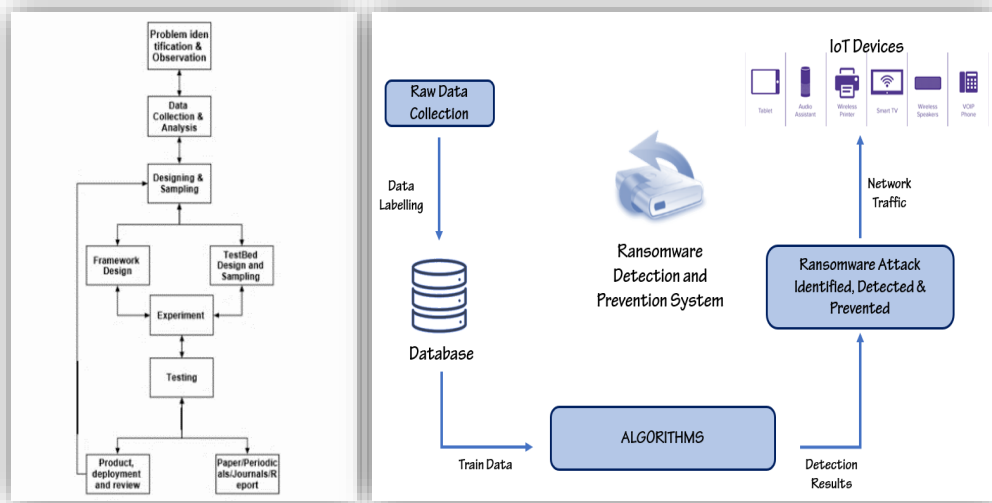 Problem iden
tification &
Observation
Data
Collection &
Analysis
Designing &
Sampling
Framework
Design
TestBed
Design and
Sampling
Experiment
Testing
Product,
deployment
and review
Paper/Periodic
als/Journals/R
eport
Raw Data
Collection
Data
Labelling
Database
Train Data
ALGORITHMS
Detection
Results
Ransomware Attack
Identified, Detected &
Prevented
Network
Traffic
IoT Devices
Tablet
Audio
Assistant
Wireless
Printer
Smart TV
Wireless
Speakers
VOIP
Phone
Ransomware
Detection and
Prevention System